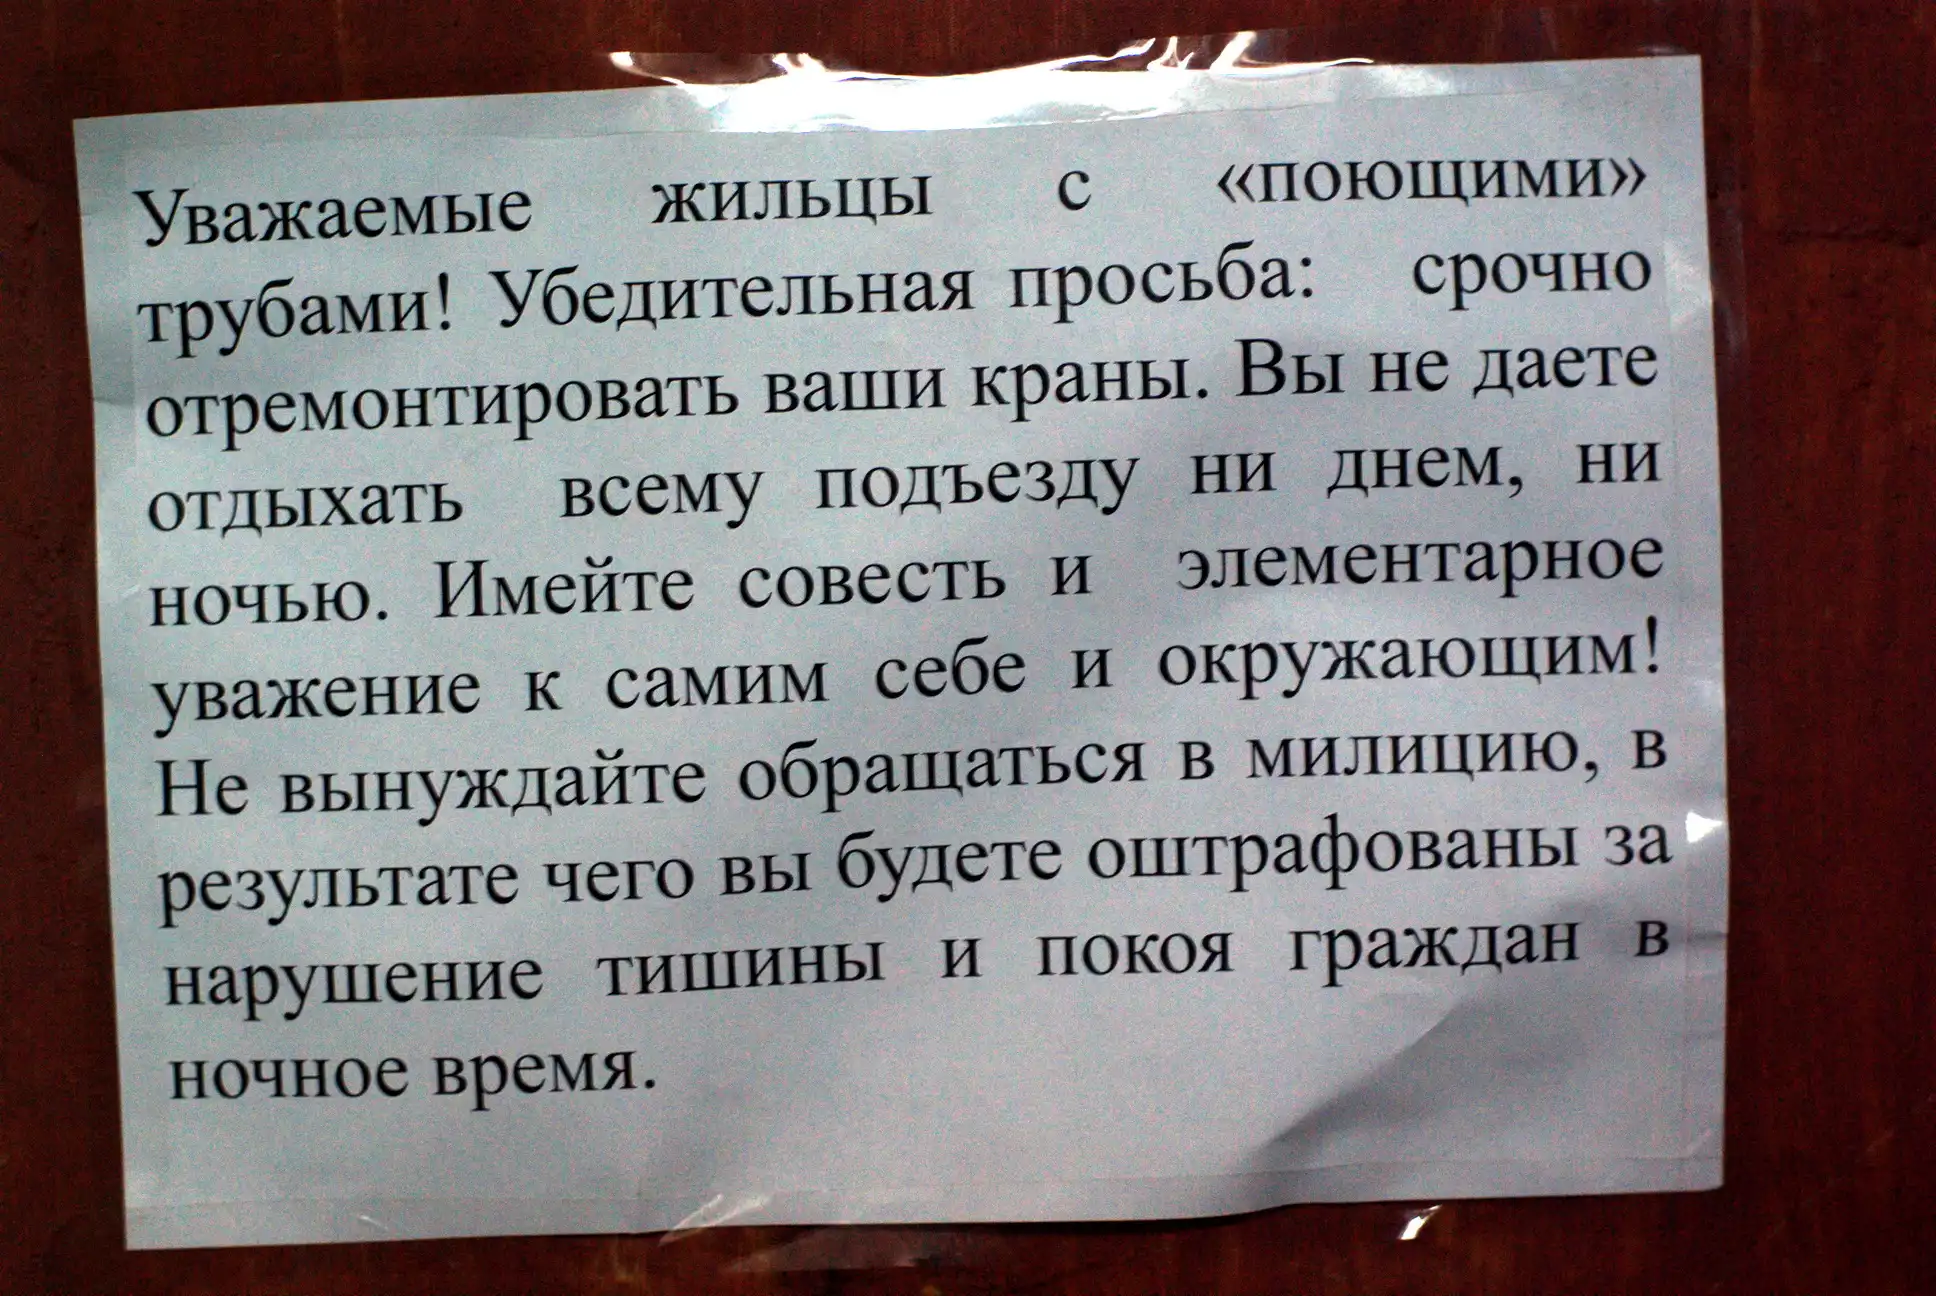 Уважаемые жильцы с «поющими»
трубами! Убедительная просьба: срочно
отремонтировать ваши краны. Вы не даете
отдыхать всему подъезду ни днем, ни
ночью. Имейте совесть и элементарное
уважение к самим себе и окружающим!
Не вынуждайте обращаться в милицию, в
результате чего вы будете оштрафованы за
нарушение тишины и покоя граждан в
ночное время.